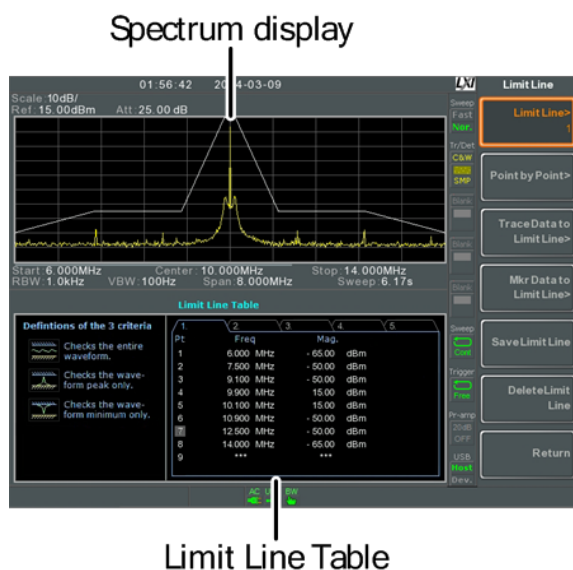 Spectrum display
01:56:42
LXI
Limit Line
Scale:10dB/
Ref:15.00dBm Att:25.00 dB
Start:6.000MHz Center:10.000MHz Stop:14.000MHz
RBW:1.0kHz VBW:100Hz Span:8.000MHz Sweep:6.17s
Sweep
Fast
Nor.
Tr/Det
C&W
SMP
Blank
Blank
Blank
Sweep
Cont
Trigger
Free
Pre-amp
20dB
OFF
USB
Host
Dev.
Limit Line>
1
Point by Point>
TraceData to
Limit Line>
Mkr Data to
Limit Line>
Save Limit Line
DeleteLimit
Line
Return
Limit Line Table
Defintions of the 3 criteria
Checks the entire
waveform.
Checks the wave-
form peak only.
Checks the wave-
form minimum only.
1. 2. 3. 4. 5.
Pt Freq Mag.
1 6.000 MHz - 65.00 dBm
2 7.500 MHz - 50.00 dBm
3 9.100 MHz - 50.00 dBm
4 9.900 MHz 15.00 dBm
5 10.100 MHz 15.00 dBm
6 10.900 MHz - 50.00 dBm
7 12.500 MHz - 50.00 dBm
8 14.000 MHz - 65.00 dBm
9 *** ***
AC BW
Limit Line Table